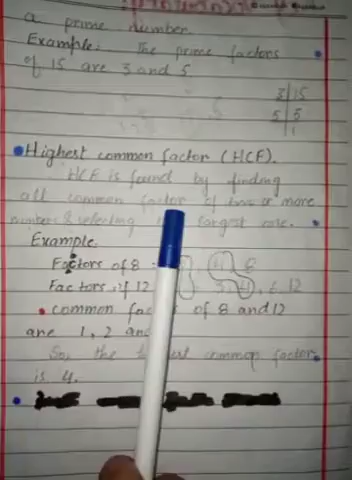 a prime number.
Example: The prime factors
of 15 are 3 and 5
3 | 15
5 | 5
1
Highest common factor (HCF).
HCF is found by finding
all common factor of two or more
numbers & selecting largest one.
Example.
Factors of 8
Factors of 12 , 12
common of 8 and 12
are 1, 2 and
So, the common factor
is 4.